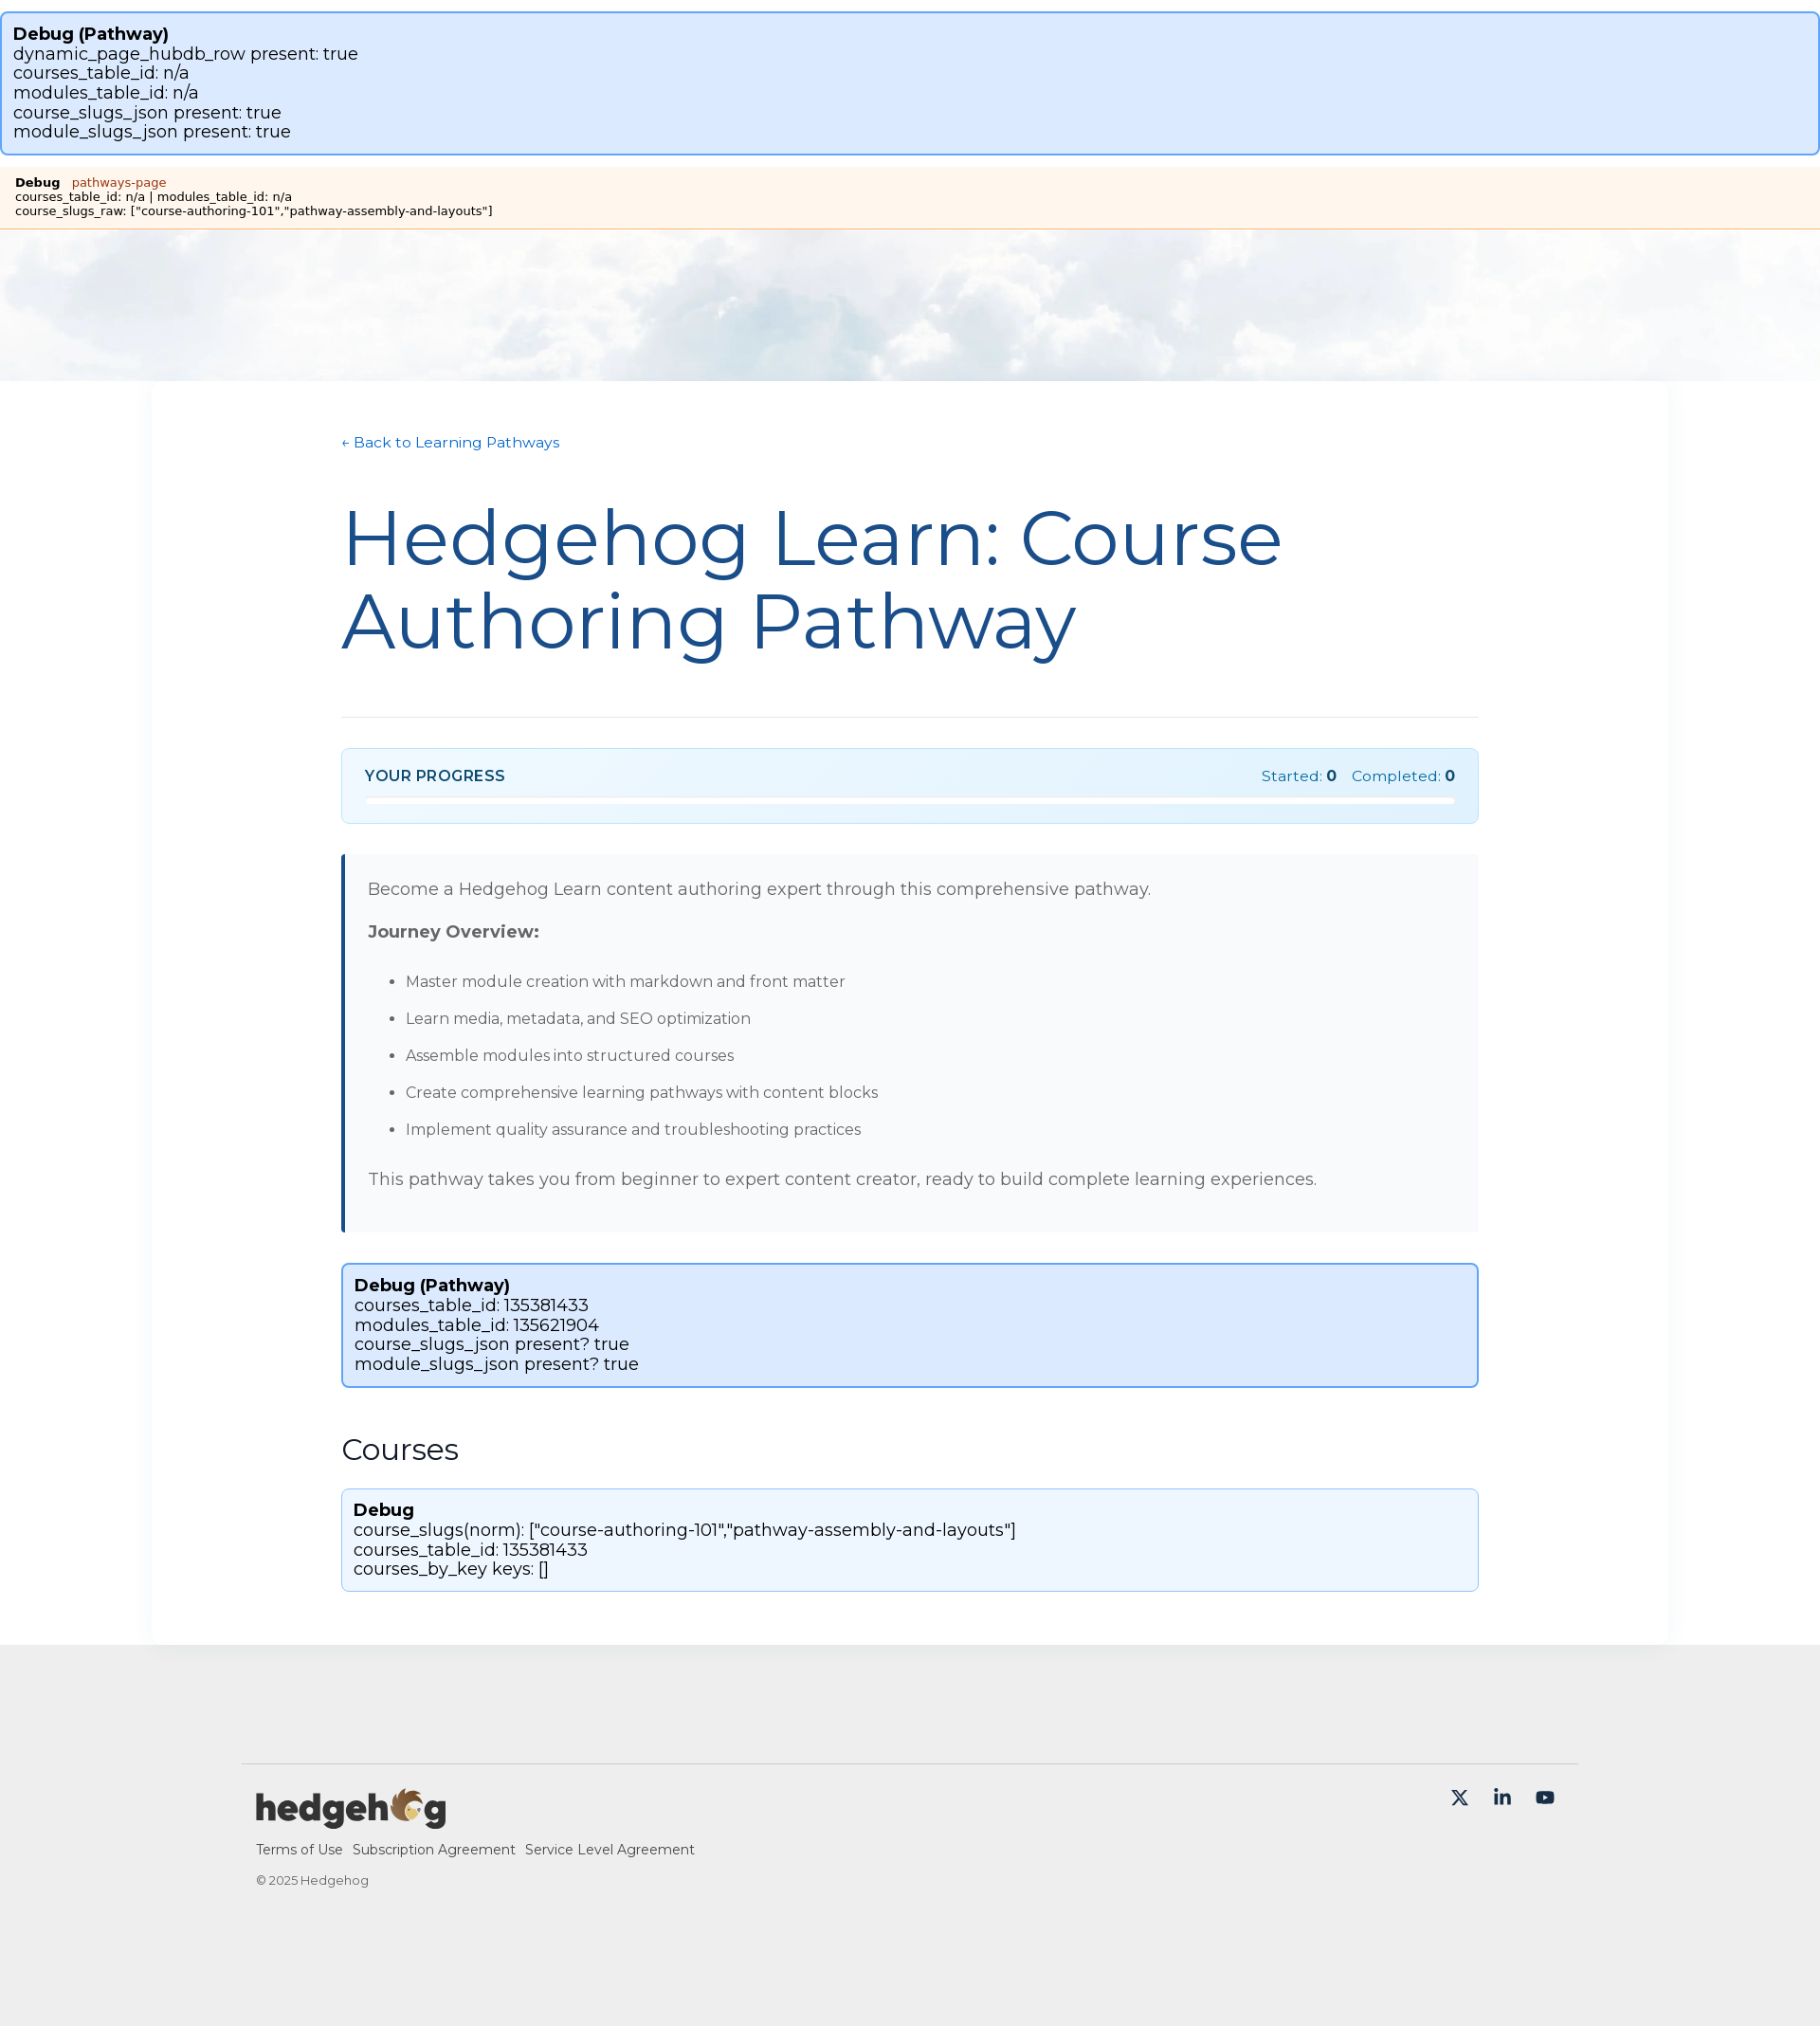 Debug (Pathway)
dynamic_page_hubdb_row present: true
courses_table_id: n/a
modules_table_id: n/a
course_slugs_json present: true
module_slugs_json present: true
Debug pathways-page
courses_table_id: n/a | modules_table_id: n/a
course_slugs_raw: ["course-authoring-101","pathway-assembly-and-layouts"]
← Back to Learning Pathways
Hedgehog Learn: Course
Authoring Pathway
YOUR PROGRESS
Started: 0 Completed: 0
Become a Hedgehog Learn content authoring expert through this comprehensive pathway.
Journey Overview:
• Master module creation with markdown and front matter
• Learn media, metadata, and SEO optimization
• Assemble modules into structured courses
• Create comprehensive learning pathways with content blocks
• Implement quality assurance and troubleshooting practices
This pathway takes you from beginner to expert content creator, ready to build complete learning experiences.
Debug (Pathway)
courses_table_id: 135381433
modules_table_id: 135621904
course_slugs_json present? true
module_slugs_json present? true
Courses
Debug
course_slugs(norm): ["course-authoring-101","pathway-assembly-and-layouts"]
courses_table_id: 135381433
courses_by_key keys: []
hedgehog
Terms of Use Subscription Agreement Service Level Agreement
© 2025 Hedgehog